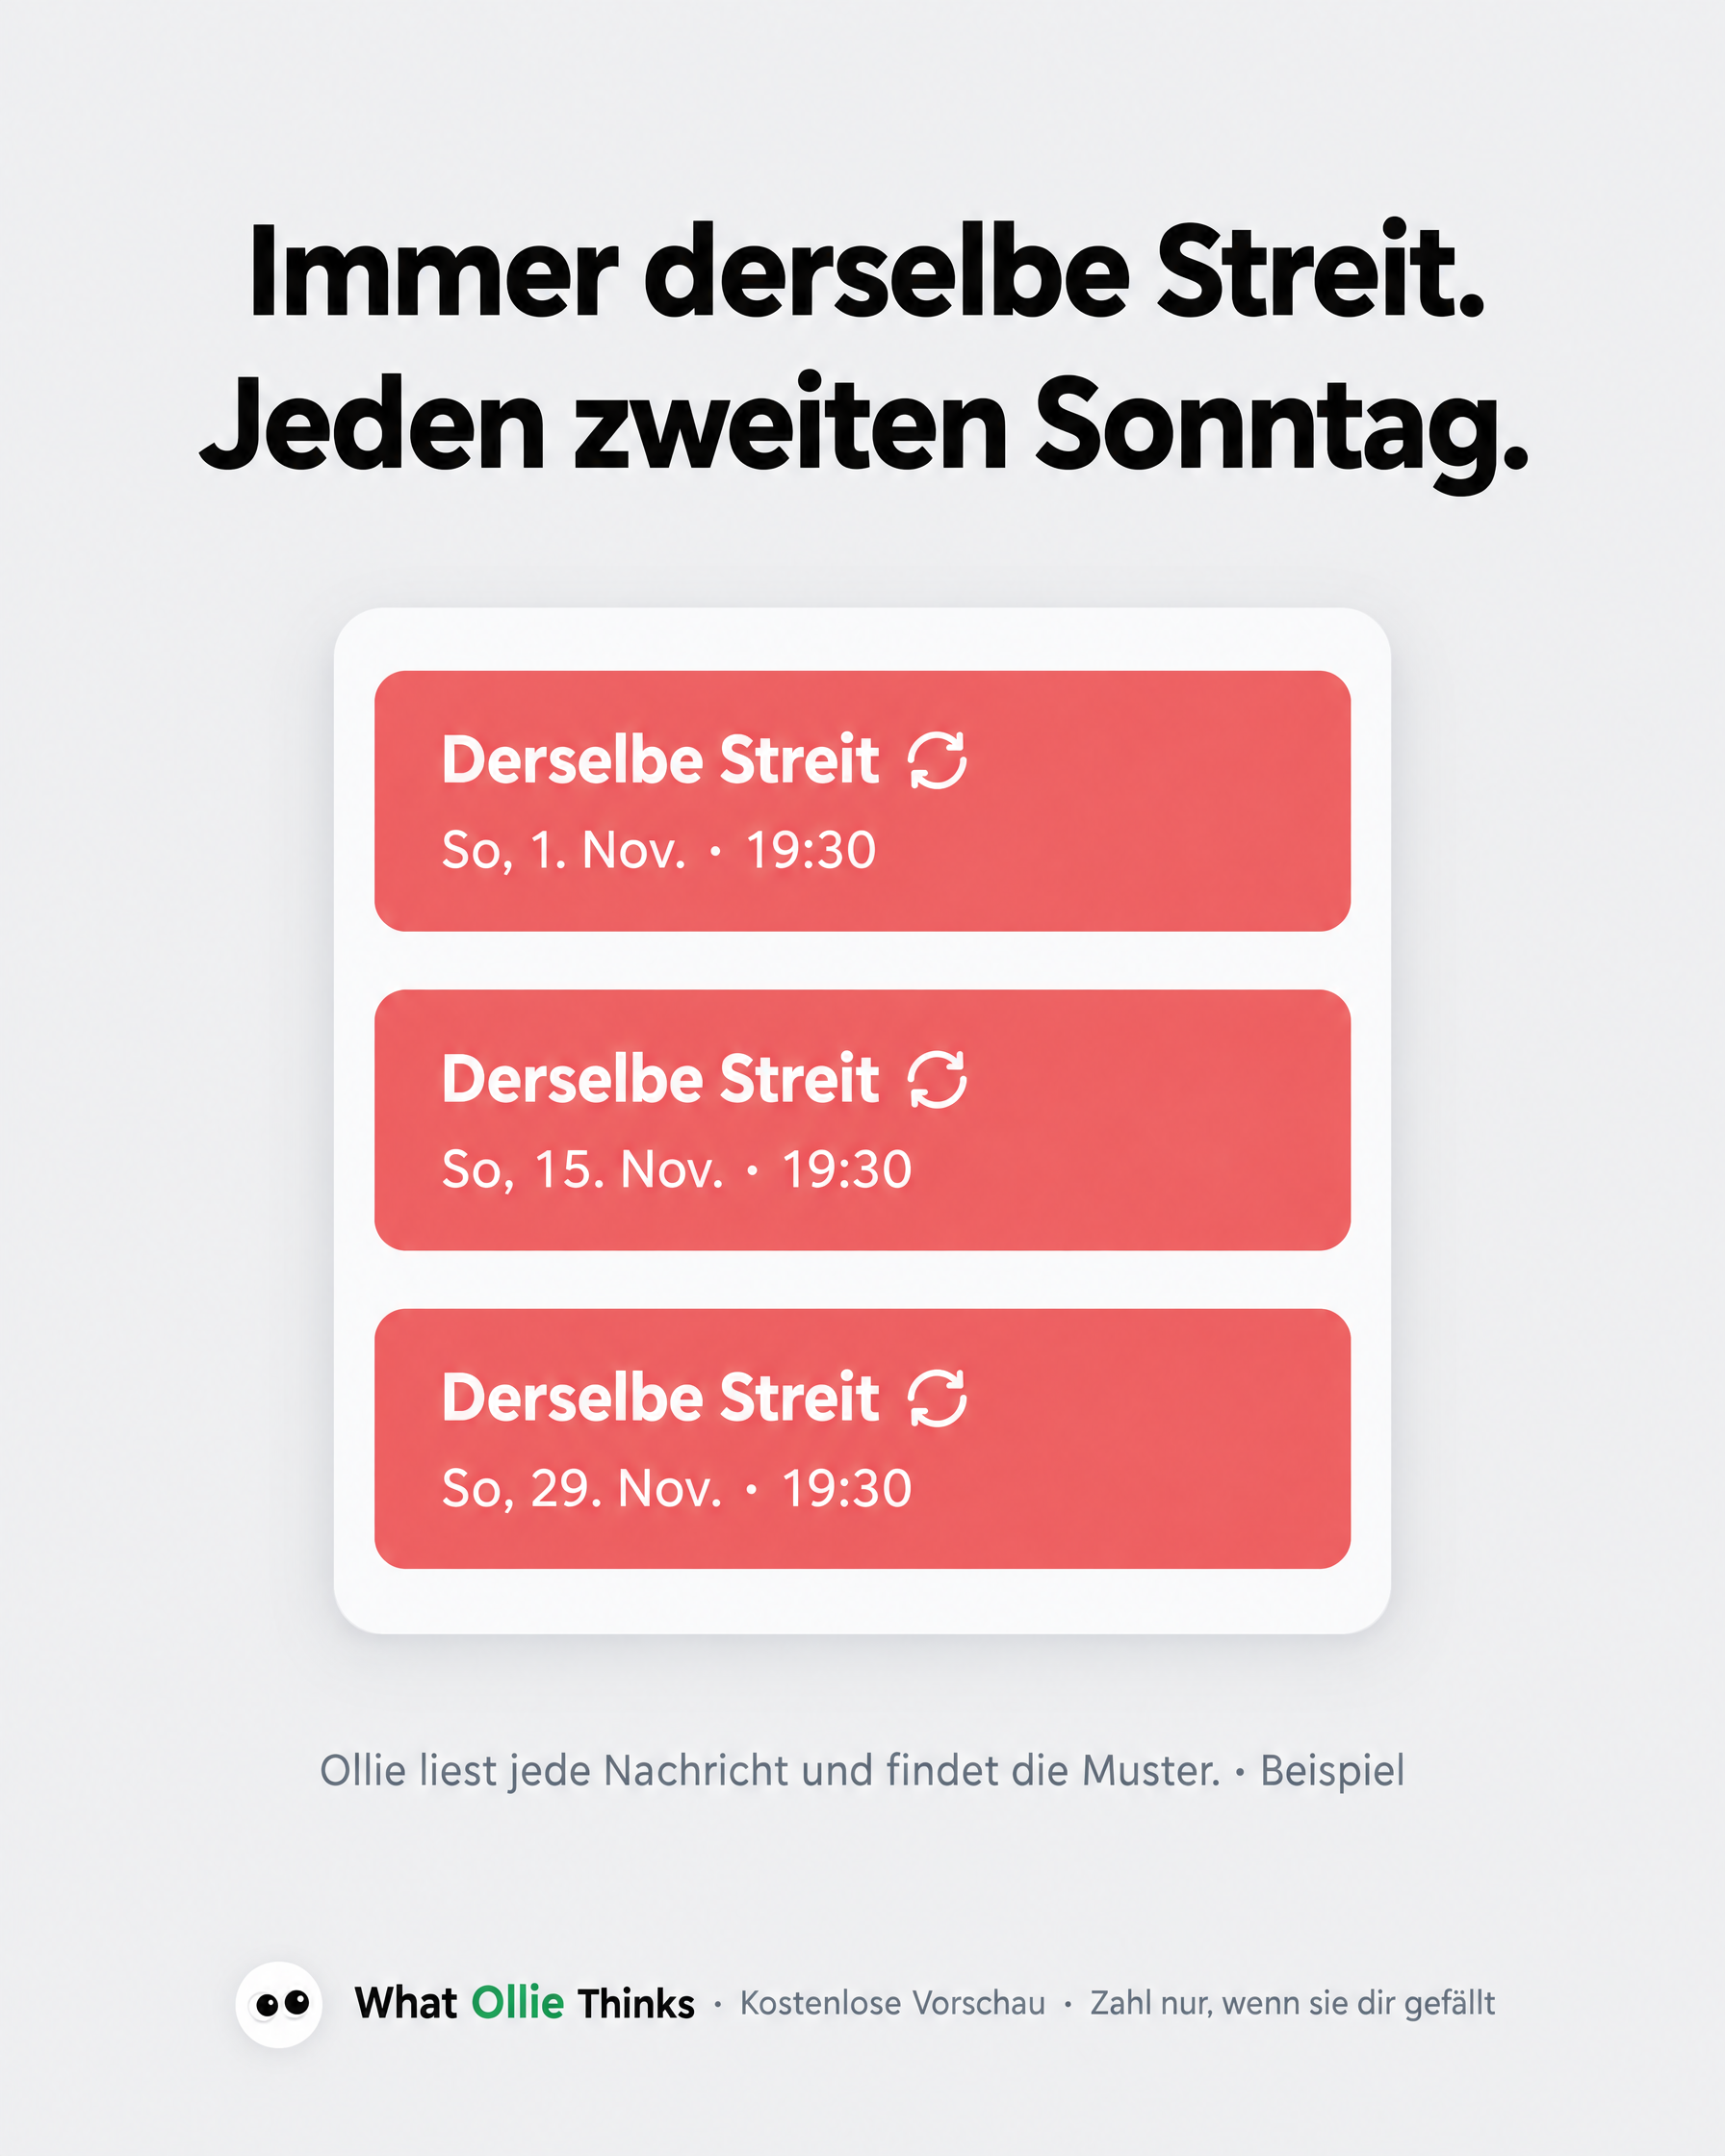 Immer derselbe Streit.
Jeden zweiten Sonntag.
Derselbe Streit
So, 1. Nov. • 19:30
Derselbe Streit
So, 15. Nov. • 19:30
Derselbe Streit
So, 29. Nov. • 19:30
Ollie liest jede Nachricht und findet die Muster. • Beispiel
What Ollie Thinks • Kostenlose Vorschau • Zahl nur, wenn sie dir gefällt